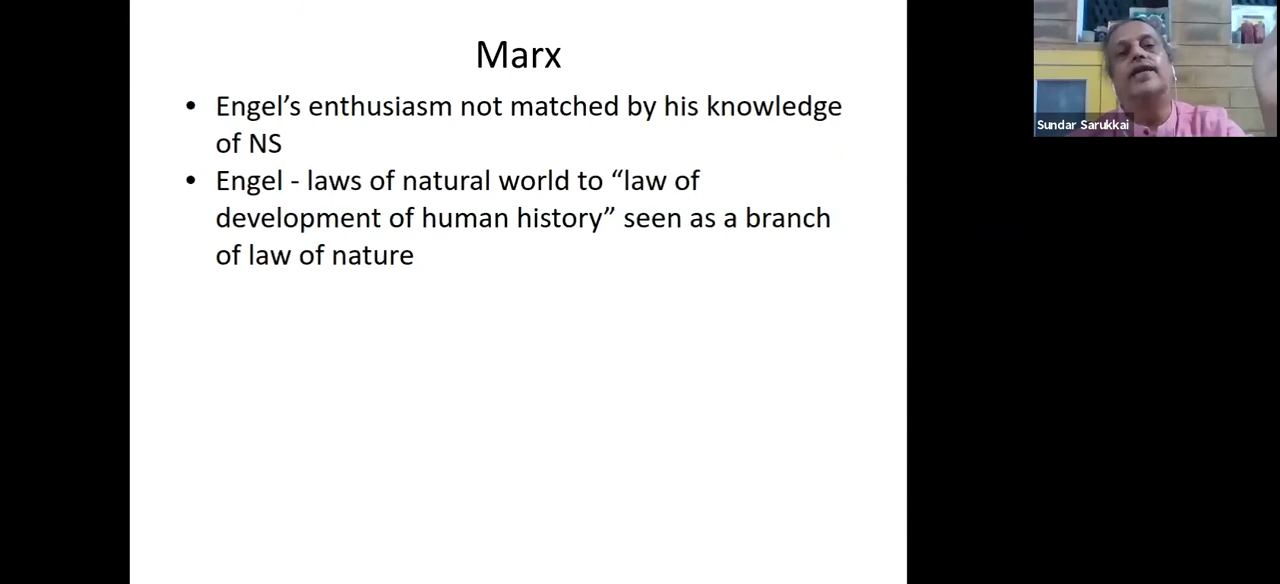 Marx
• Engel’s enthusiasm not matched by his knowledge
of NS
• Engel - laws of natural world to “law of
development of human history” seen as a branch
of law of nature
Sundar Sarukkai